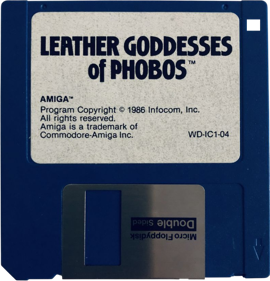 LEATHER GODDESSES
of PHOBOS™
AMIGA™
Program Copyright © 1986 Infocom, Inc.
All rights reserved.
Amiga is a trademark of
Commodore-Amiga Inc.
WD-IC1-04
Micro Floppydisk
Double Sided